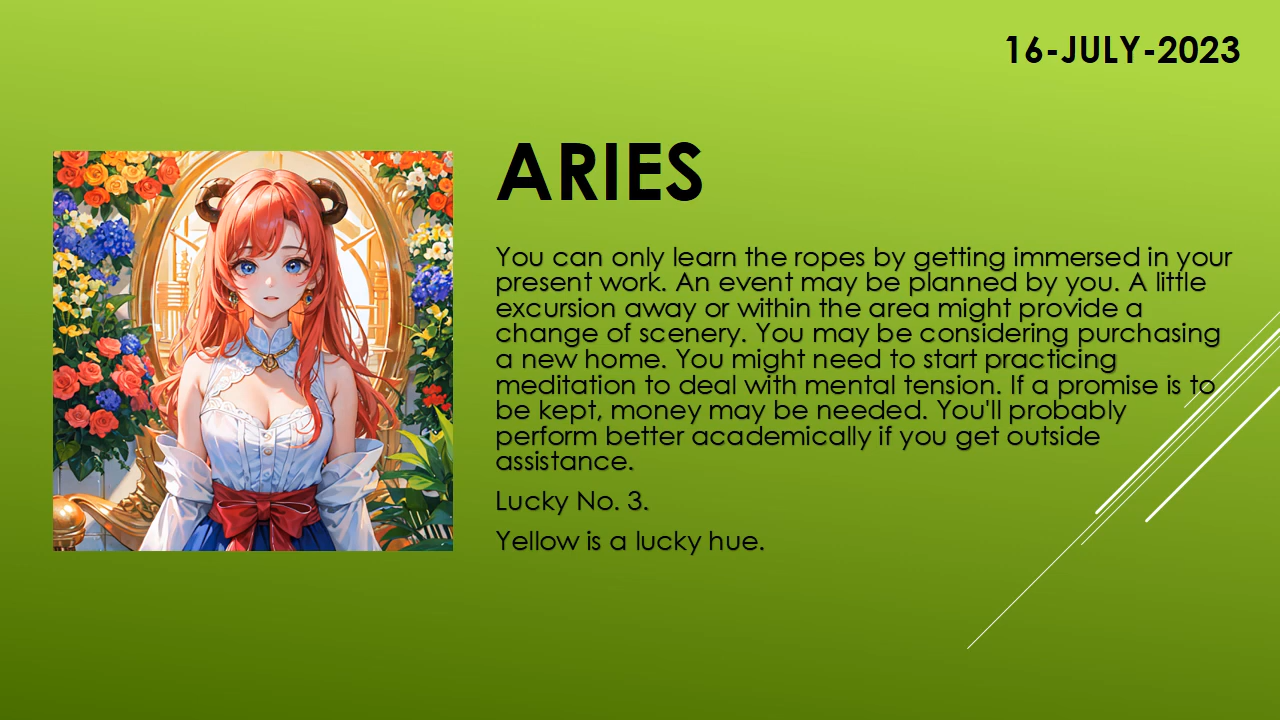 16-JULY-2023
ARIES
You can only learn the ropes by getting immersed in your
present work. An event may be planned by you. A little
excursion away or within the area might provide a
change of scenery. You may be considering purchasing
a new home. You might need to start practicing
meditation to deal with mental tension. If a promise is to
be kept, money may be needed. You'll probably
perform better academically if you get outside
assistance.
Lucky No. 3.
Yellow is a lucky hue.